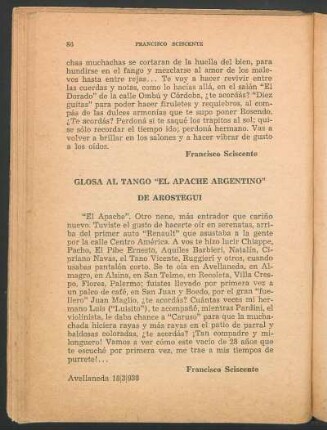 86 FRANCISCO SCISCENTE
chas muchachas se cortaran de la huella del bien, para
hundirse en el fango y mezclarse al amor de los male-
vos hasta entre rejas... Te voy a hacer revivir entre
las cuerdas y notas, como lo hacías allá, en el salón "El
Dorado" de la calle Ombú y Córdoba, ¿te acordás? "Diez
guitas" para poder hacer firuletes y requiebros, al com-
pás de las dulces armonías que te supo poner Rosendo.
¿Te acordás? Perdoná si te saqué los trapitos al sol; qui-
se sólo recordar el tiempo ido; perdoná hermano. Vas a
volver a brillar en los salones y a hacer vibrar de gusto
a los oídos.
Francisco Sciscente
GLOSA AL TANGO "EL APACHE ARGENTINO"
DE AROSTEGUI
"El Apache". Otro nene, más entrador que cariño
nuevo. Tuviste el gusto de hacerte oír en serenatas, arri-
ba del primer auto "Renault" que asustaba a la gente
por la calle Centro América. A vos te hizo lucir Chiappe,
Pacho, El Pibe Ernesto, Aquiles Barbieri, Natalia, Ci-
priano Navas, el Tano Vicente, Ruggieri y otros, cuando
usabas pantalón corto. Se te oía en Avellaneda, en Al-
magro, en Alsina, en San Telmo, en Recoleta, Villa Cres-
po, Flores, Palermo; fuistes llevado por primera vez a
un palco de café, en San Juan y Boedo, por el gran "fue-
llero" Juan Maglio, ¿te acordás? Cuántas veces mi her-
mano Luis ("Luisito"), te acompañé, mientras Perdini, el
violinista, le daba chance a "Caruso" para que la mucha-
chada hiciera rayas y más rayas en el patio de parral y
baldosas coloradas, ¿te acordás? ¡Tan compadre y mi-
longuero! Vamos a ver cómo este vacío de 28 años que
te escuché por primera vez, me trae a mis tiempos de
purrete!...
Francisco Sciscente
Avellaneda 15|3|938